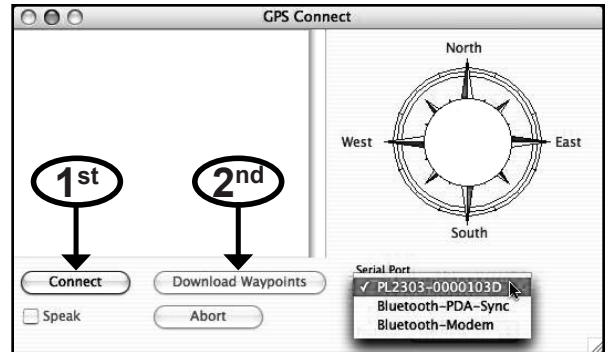 GPS Connect
North
West
East
South
1st
2nd
Connect
Download Waypoints
Speak
Abort
Serial Port
✓ PL2303-0000103D
Bluetooth-PDA-Sync
Bluetooth-Modem